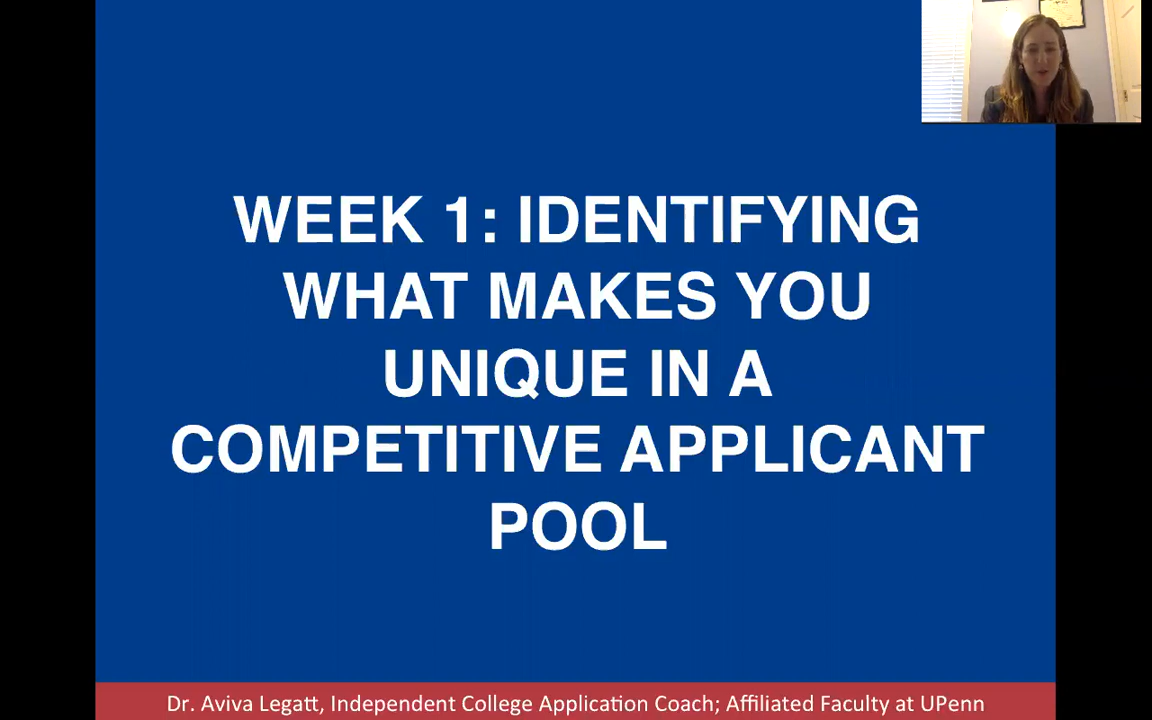 WEEK 1: IDENTIFYING
WHAT MAKES YOU
UNIQUE IN A
COMPETITIVE APPLICANT
POOL
Dr. Aviva Legatt, Independent College Application Coach; Affiliated Faculty at UPenn